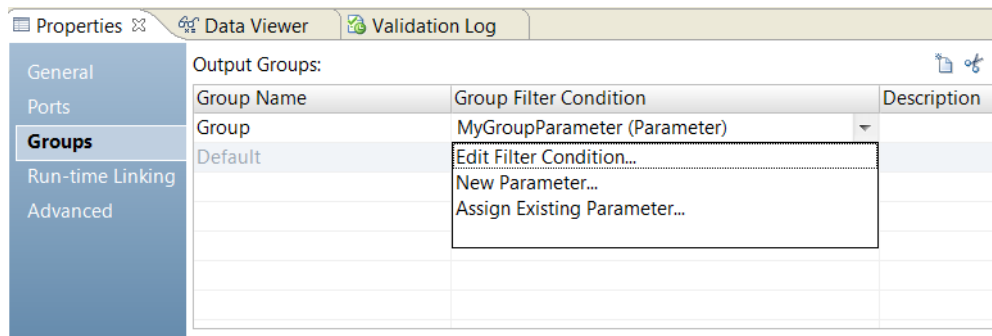 Properties Data Viewer Validation Log
General
Ports
Groups
Run-time Linking
Advanced
Output Groups:
Group Name Group Filter Condition Description
Group MyGroupParameter (Parameter)
Default
Edit Filter Condition...
New Parameter...
Assign Existing Parameter...